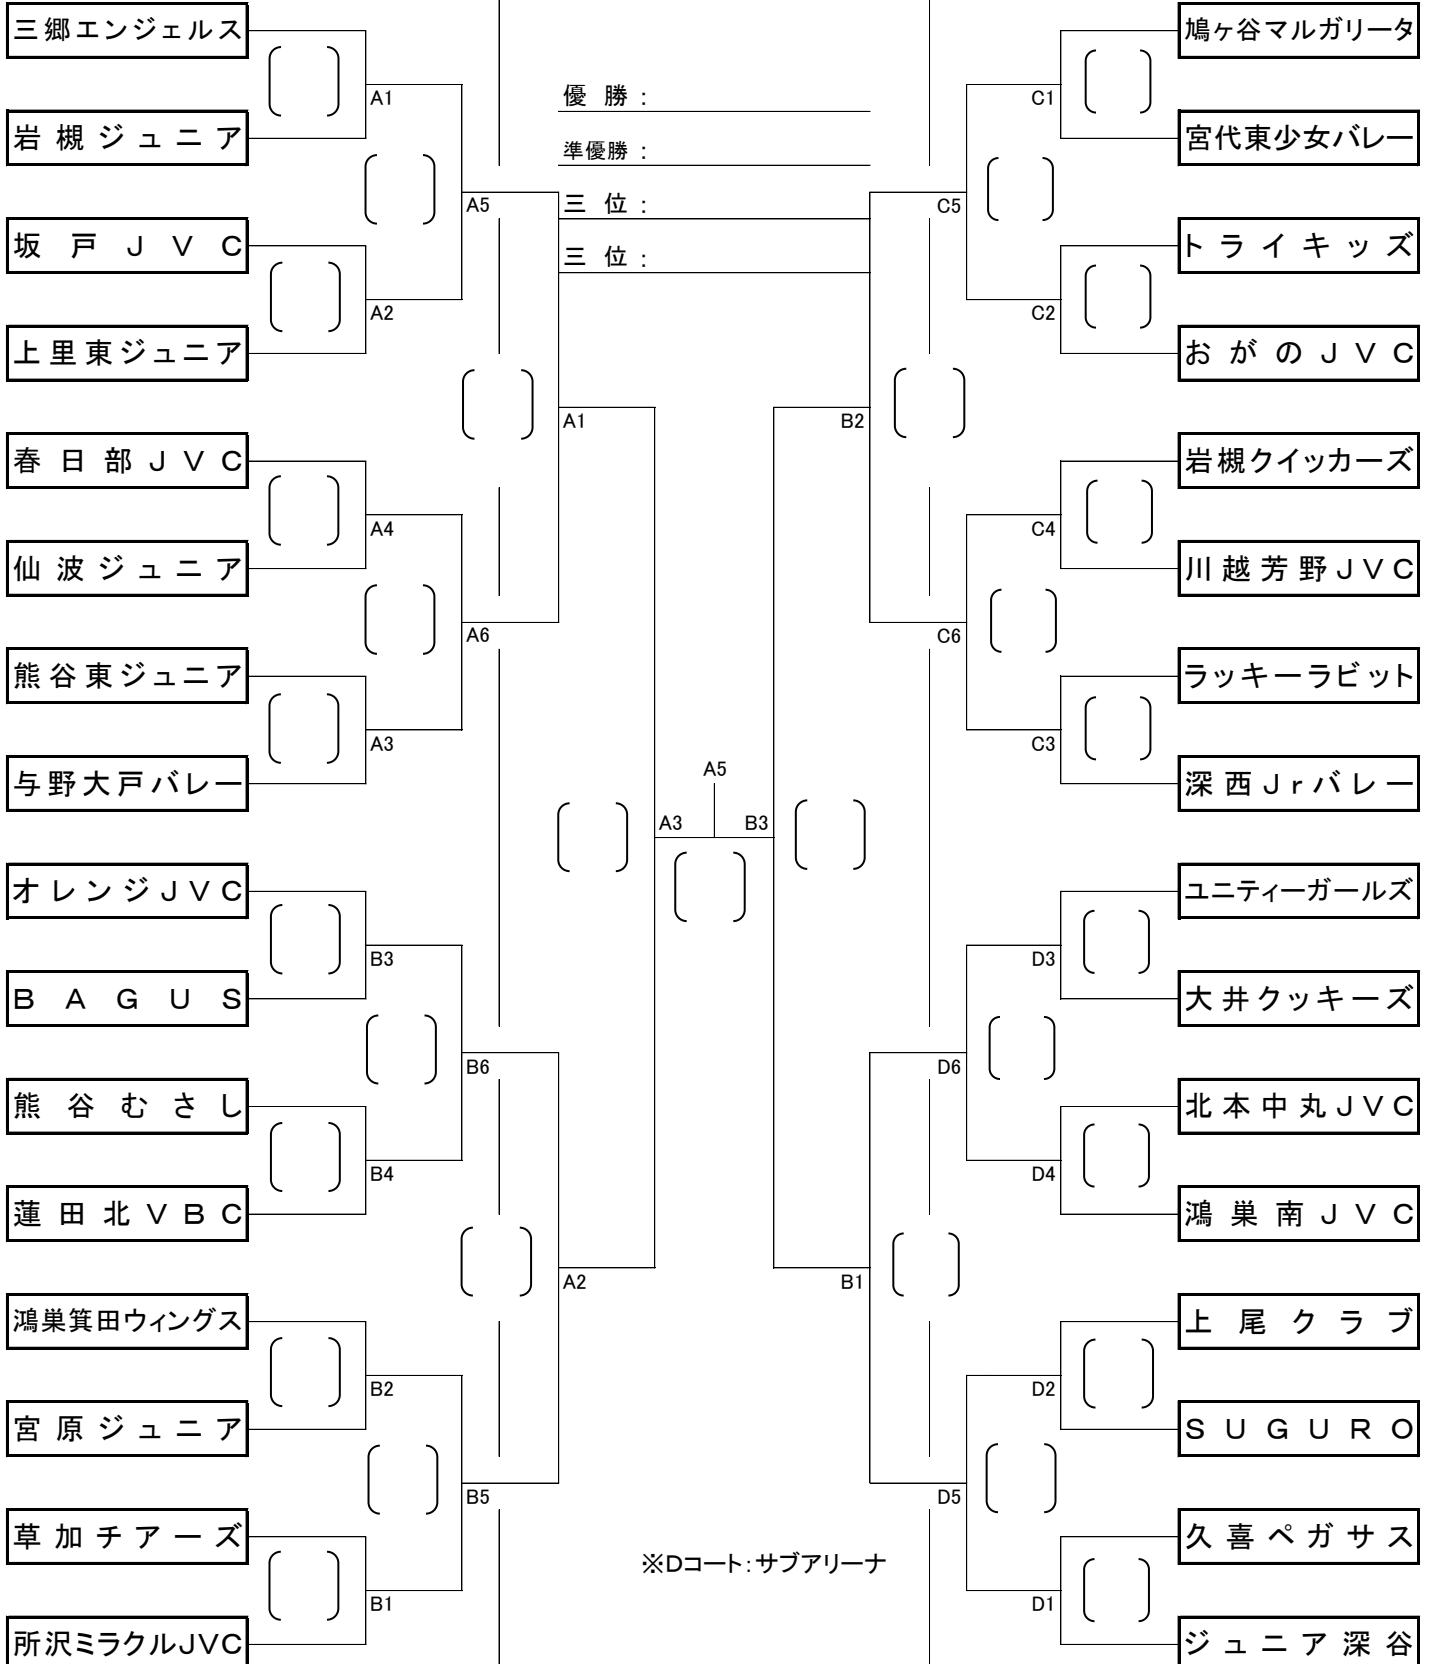 三郷エンジェルス
A1
岩槻ジュニア
A5
坂戸JVC
A2
上里東ジュニア
A1
春日部JVC
A4
仙波ジュニア
A6
熊谷東ジュニア
A3
与野大戸バレー
A3
オレンジJVC
B3
BAGUS
B6
熊谷むさし
B4
蓮田北VBC
A2
鴻巣箕田ウィングス
B2
宮原ジュニア
B5
草加チアーズ
B1
所沢ミラクルJVC
優勝：
準優勝：
三位：
三位：
A5
※Dコート：サブアリーナ
鳩ヶ谷マルガリータ
C1
宮代東少女バレー
C5
トライキッズ
C2
おがのJVC
B2
岩槻クイッカーズ
C4
川越芳野JVC
C6
ラッキーラビット
C3
深西Jrバレー
B3
ユニティーガールズ
D3
大井クッキーズ
D6
北本中丸JVC
D4
鴻巣南JVC
B1
上尾クラブ
D2
SUGURO
D5
久喜ペガサス
D1
ジュニア深谷